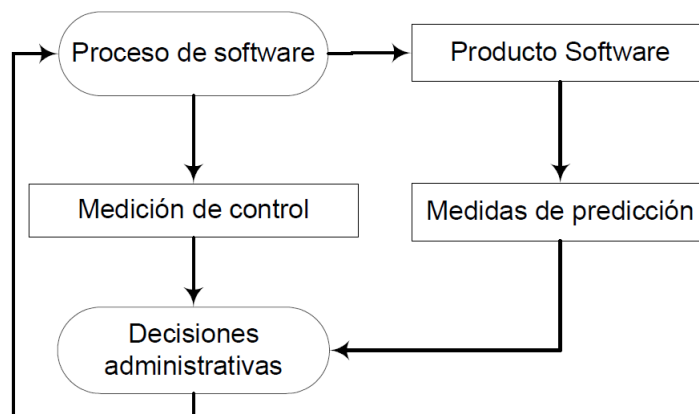 Proceso de software
Producto Software
Medición de control
Medidas de predicción
Decisiones
administrativas